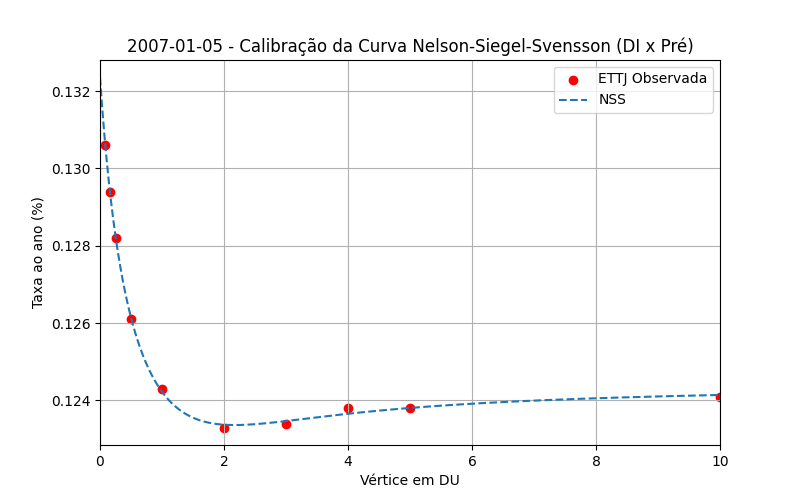 2007-01-05 - Calibração da Curva Nelson-Siegel-Svensson (DI x Pré)
ETTJ Observada
NSS
Taxa ao ano (%)
0.132
0.130
0.128
0.126
0.124
0 2 4 6 8 10
Vértice em DU